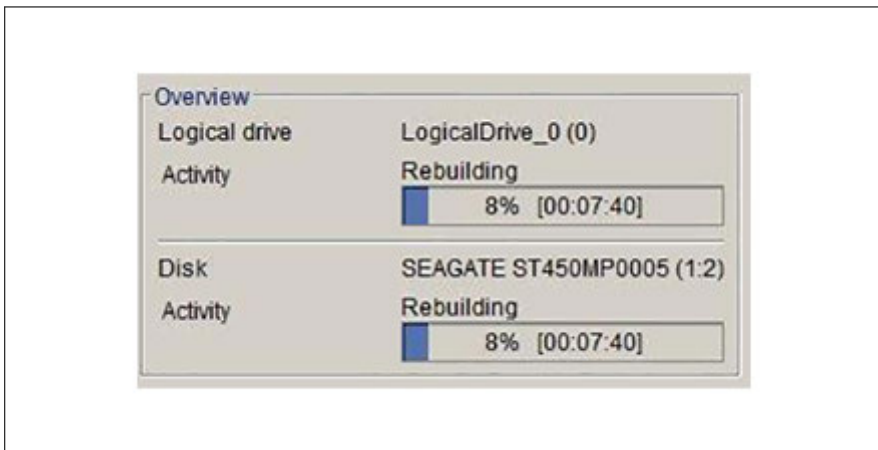 Overview
Logical drive LogicalDrive_0 (0)
Activity Rebuilding
8% [00:07:40]
Disk SEAGATE ST450MP0005 (1:2)
Activity Rebuilding
8% [00:07:40]